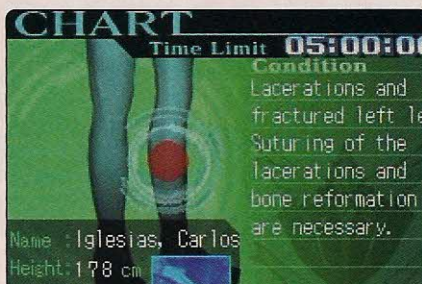 CHART
Time Limit 05:00:00
Condition
Lacerations and
fractured left le
Suturing of the
lacerations and
bone reformation
are necessary.
Name :Iglesias, Carlos
Height:178 cm